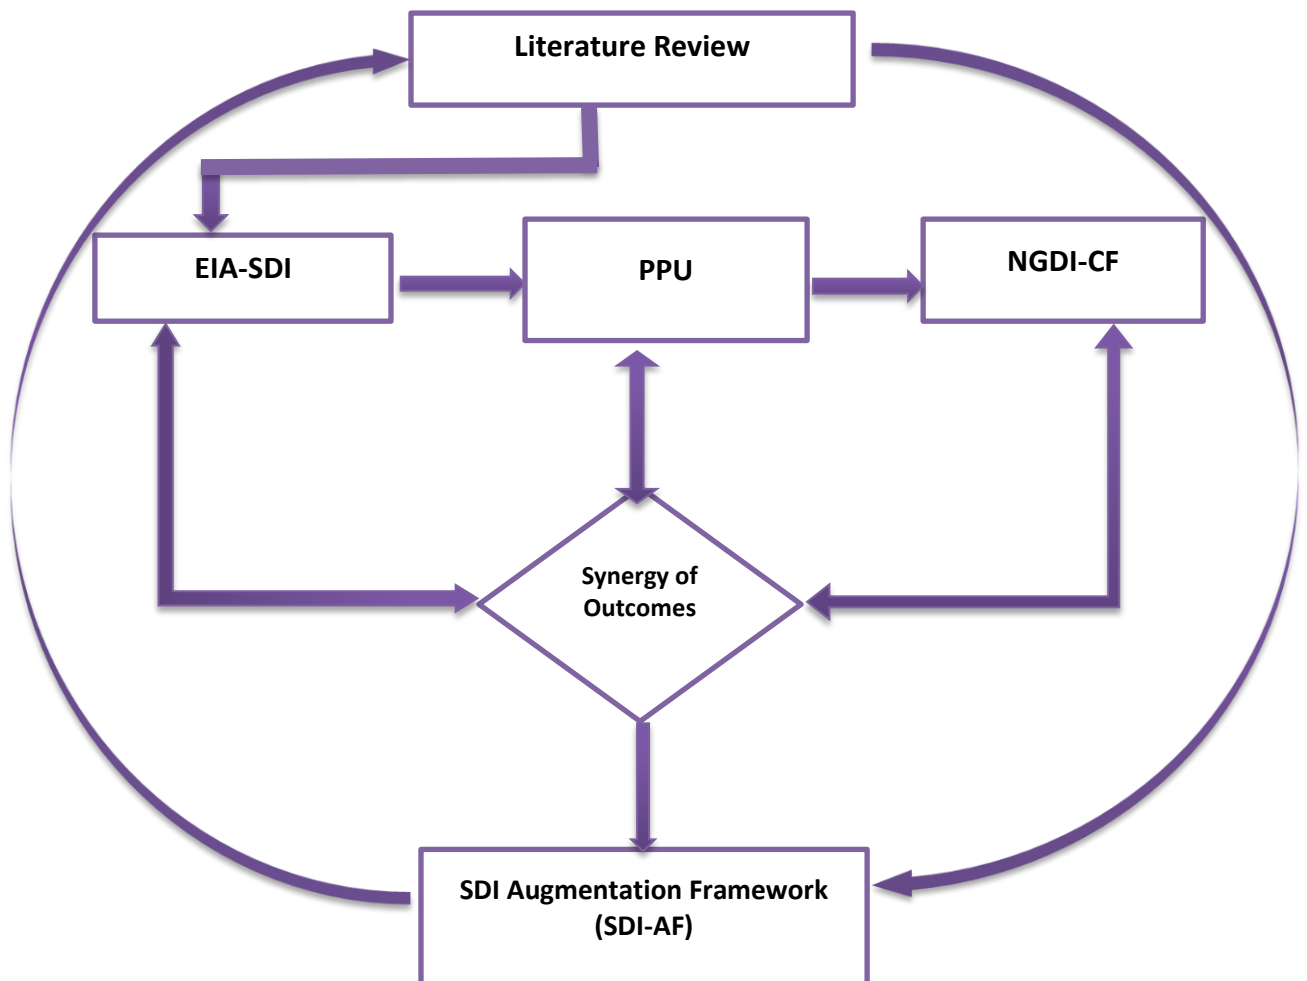 Literature Review
EIA-SDI
PPU
NGDI-CF
Synergy of
Outcomes
SDI Augmentation Framework
(SDI-AF)